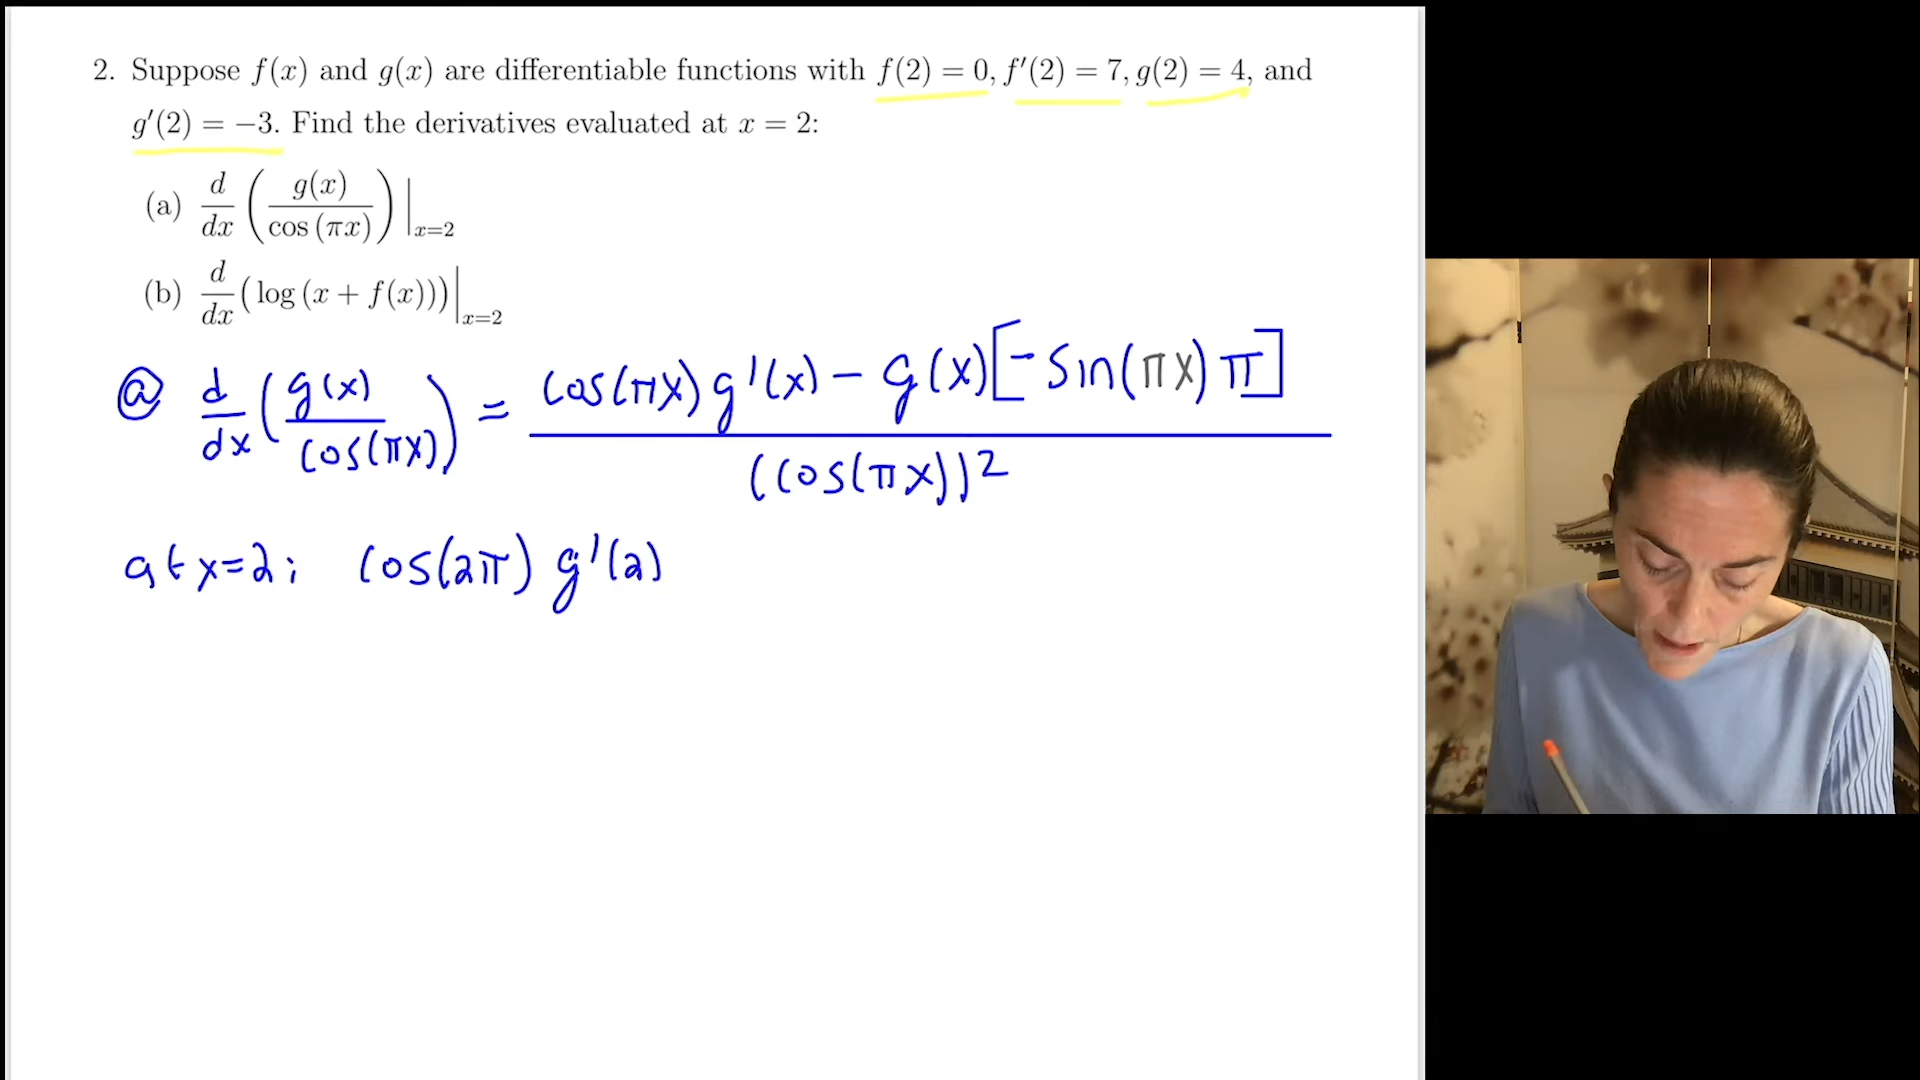 2. Suppose f(x) and g(x) are differentiable functions with f(2) = 0, f′(2) = 7, g(2) = 4, and
g′(2) = −3. Find the derivatives evaluated at x = 2:
(a) d/dx ( g(x) / cos (πx) ) |x=2
(b) d/dx ( log (x + f(x))) |x=2
ⓐ d/dx ( g(x) / cos(πx) ) = cos(πx) g'(x) − g(x)[−sin(πx) π] / (cos(πx))²
at x=2: cos(2π) g'(2)